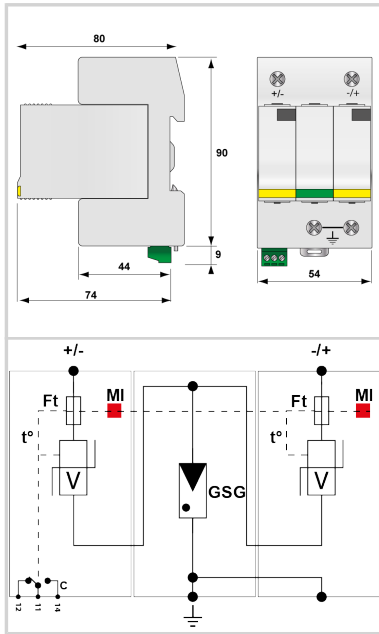 80
+/-
-/+
90
44
9
74
54
+/-
-/+
Ft
MI
Ft
MI
t°
t°
V
GSG
V
C
12
11
14